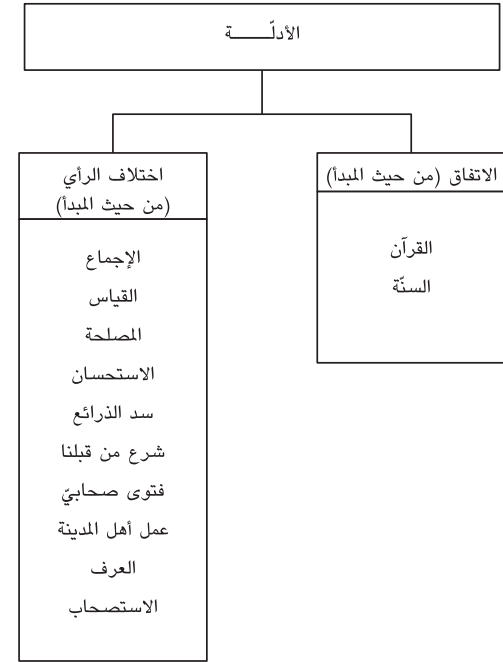 الأدلّـــــة
الاتفاق (من حيث المبدأ)
القرآن
السنّة
اختلاف الرأي
(من حيث المبدأ)
الإجماع
القياس
المصلحة
الاستحسان
سد الذرائع
شرع من قبلنا
فتوى صحابيّ
عمل أهل المدينة
العرف
الاستصحاب